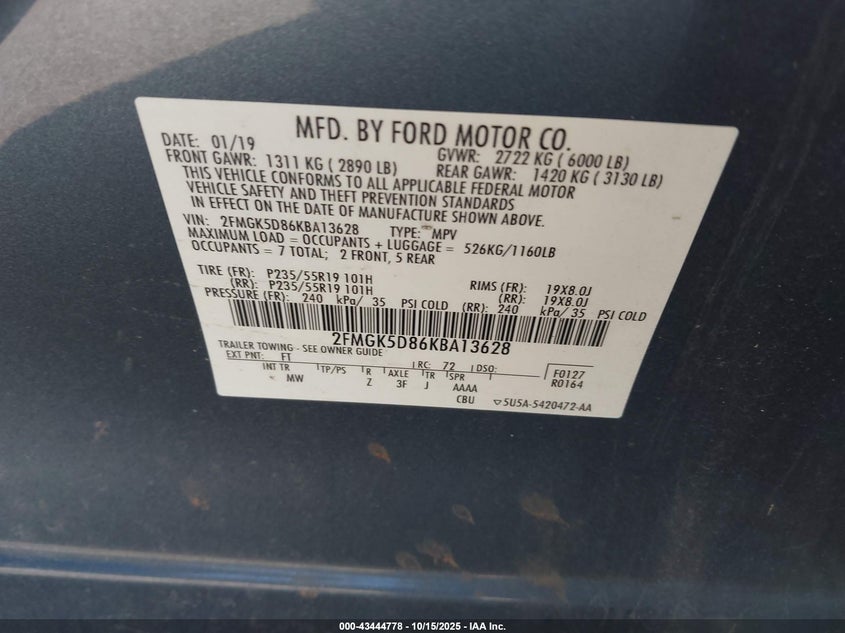 MFD. BY FORD MOTOR CO.
DATE: 01/19 GVWR: 2722 KG ( 6000 LB)
FRONT GAWR: 1311 KG ( 2890 LB) REAR GAWR: 1420 KG ( 3130 LB)
THIS VEHICLE CONFORMS TO ALL APPLICABLE FEDERAL MOTOR
VEHICLE SAFETY AND THEFT PREVENTION STANDARDS
IN EFFECT ON THE DATE OF MANUFACTURE SHOWN ABOVE.
VIN: 2FMGK5D86KBA13628 TYPE: MPV
MAXIMUM LOAD = OCCUPANTS + LUGGAGE = 526KG/1160LB
OCCUPANTS = 7 TOTAL; 2 FRONT, 5 REAR
TIRE (FR): P235/55R19 101H RIMS (FR): 19X8.0J
(RR): P235/55R19 101H (RR): 19X8.0J
PRESSURE (FR): 240 kPa/ 35 PSI COLD (RR): 240 kPa/ 35 PSI COLD
2FMGK5D86KBA13628
TRAILER TOWING - SEE OWNER GUIDE
EXT PNT: FT RC: 72 DSO: F0127
INT TR TP/PS R AXLE TR SPR R0164
MW Z 3F J AAAA
CBU 5U5A-5420472-AA
000-43444778 - 10/15/2025 - IAA Inc.